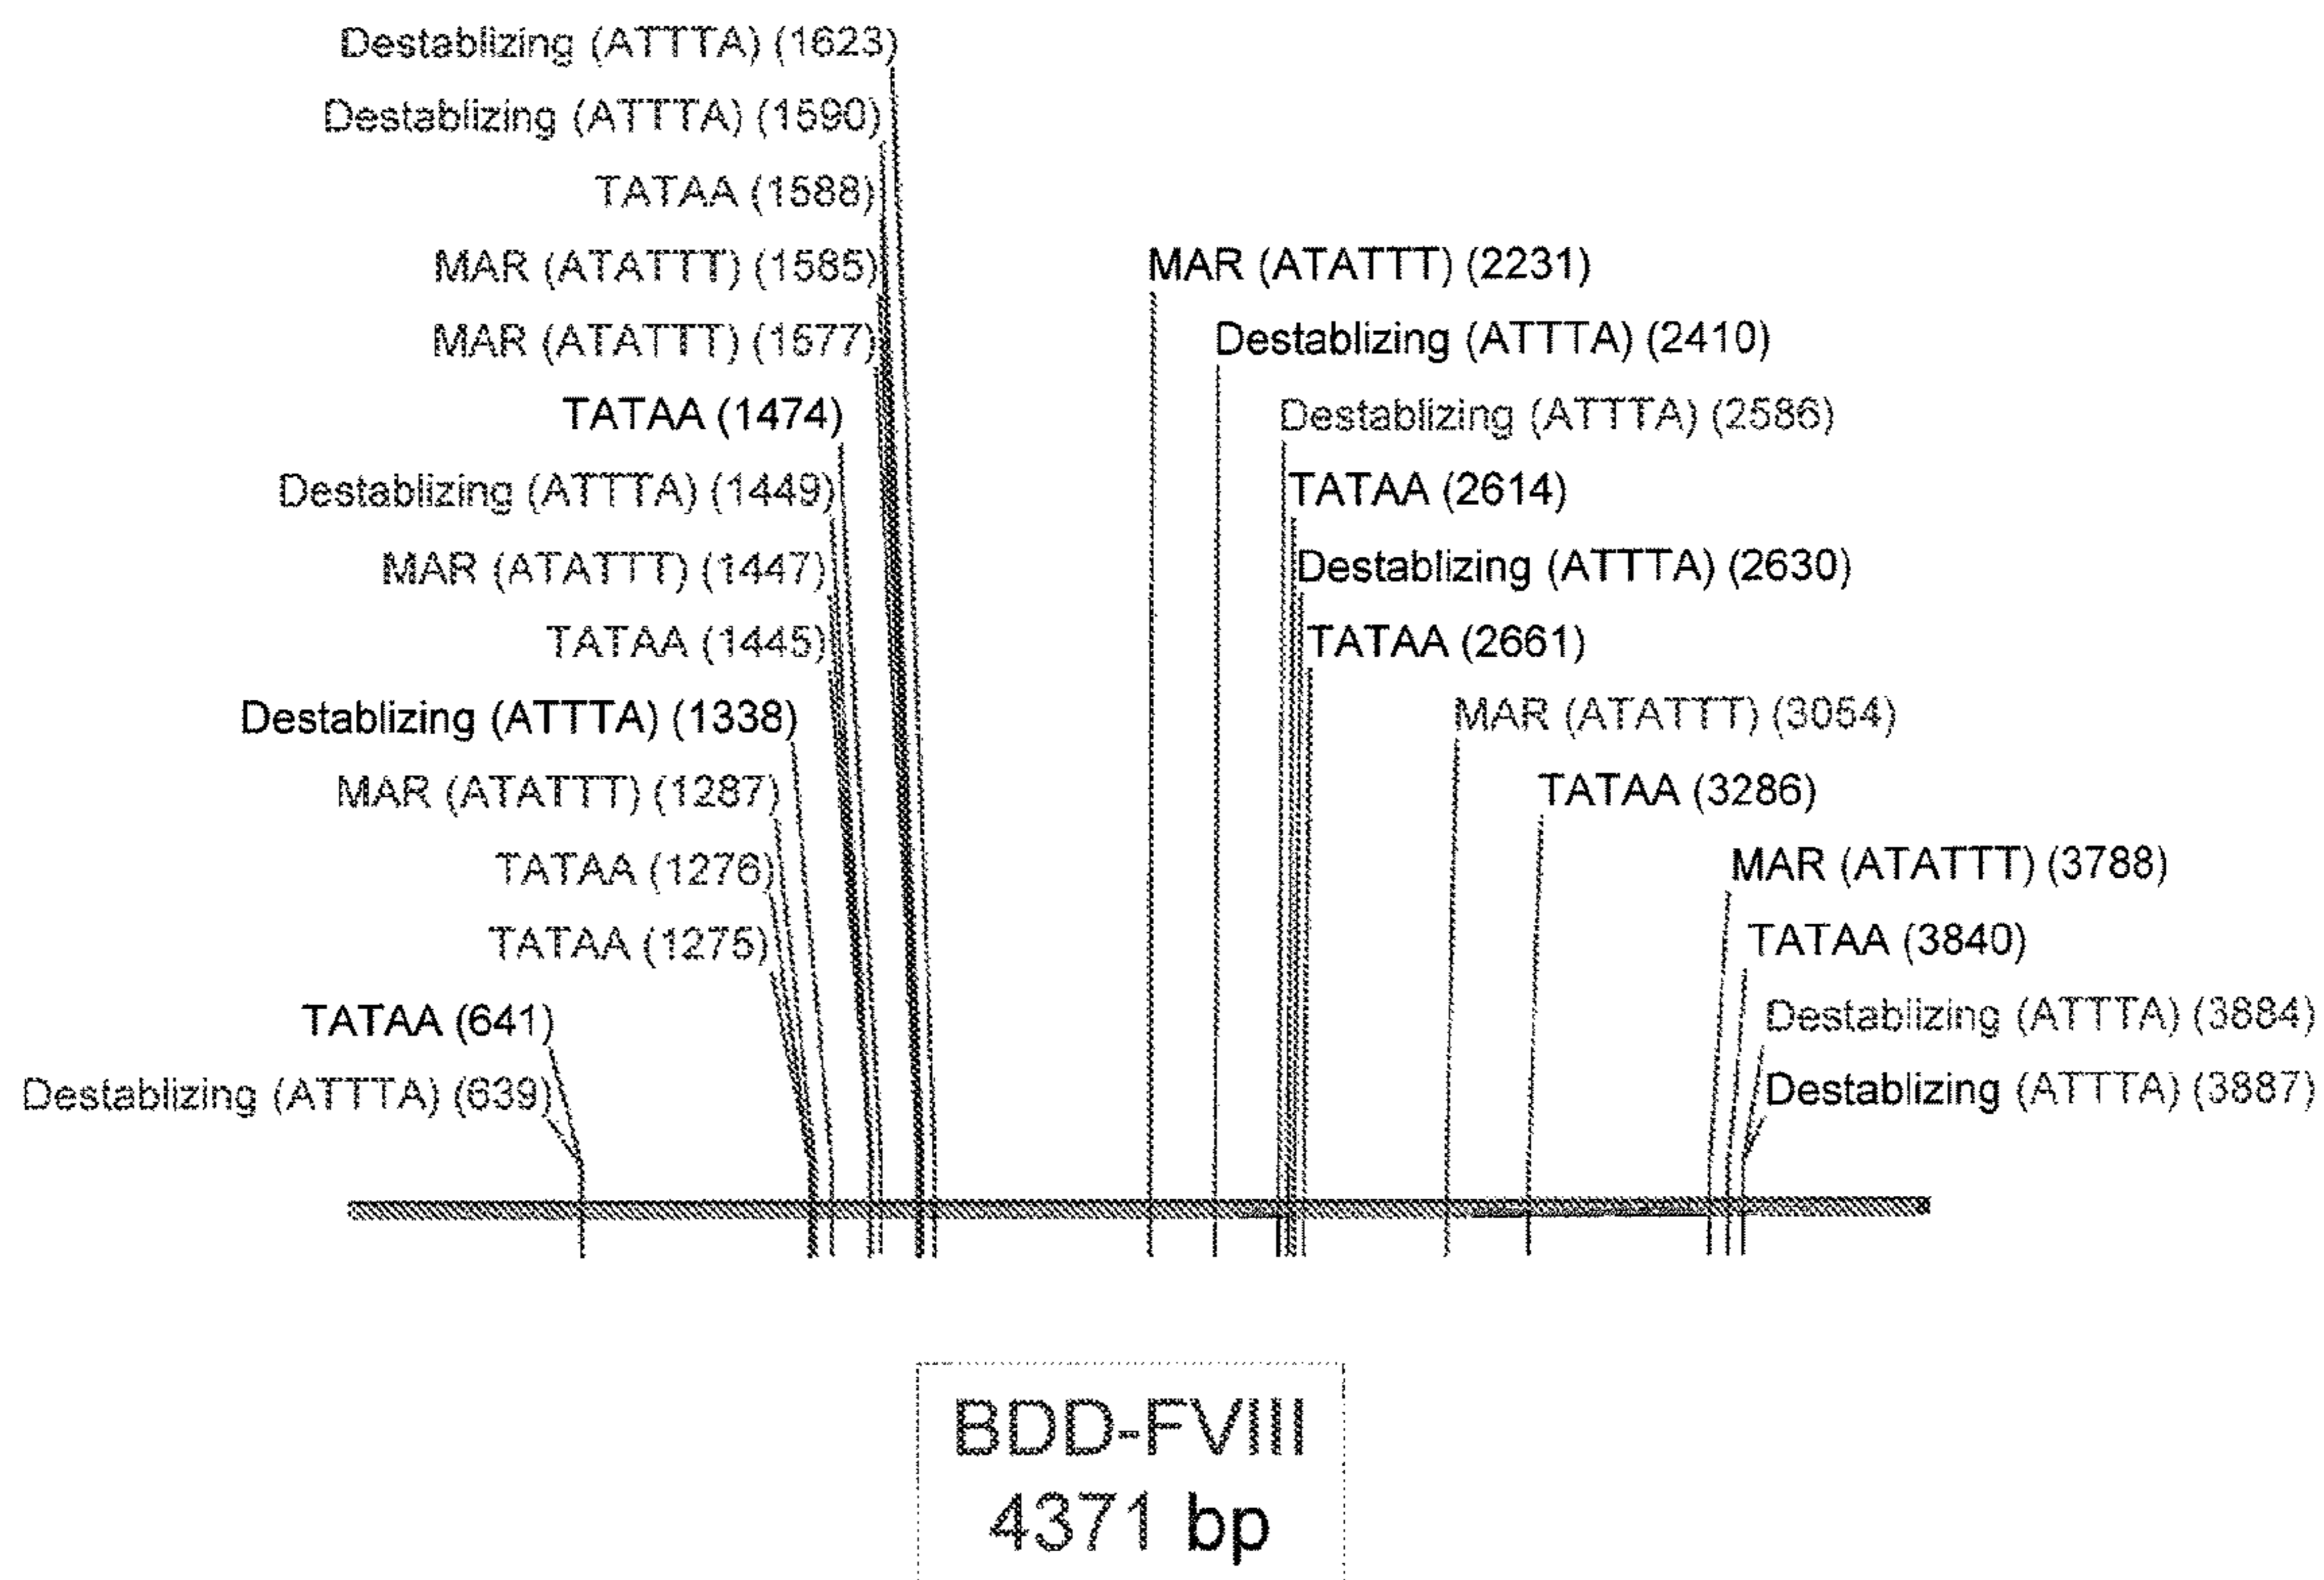 Destablizing (ATTTA) (1623)
Destablizing (ATTTA) (1590)
TATAA (1588)
MAR (ATATTT) (1585)
MAR (ATATTT) (1577)
TATAA (1474)
Destablizing (ATTTA) (1449)
MAR (ATATTT) (1447)
TATAA (1445)
Destablizing (ATTTA) (1338)
MAR (ATATTT) (1287)
TATAA (1276)
TATAA (1275)
TATAA (641)
Destablizing (ATTTA) (639)
MAR (ATATTT) (2231)
Destablizing (ATTTA) (2410)
Destablizing (ATTTA) (2586)
TATAA (2614)
Destablizing (ATTTA) (2630)
TATAA (2661)
MAR (ATATTT) (3054)
TATAA (3286)
MAR (ATATTT) (3788)
TATAA (3840)
Destablizing (ATTTA) (3884)
Destablizing (ATTTA) (3887)
BDD-FVIII
4371 bp